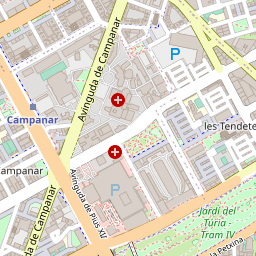 Avinguda de Campanar
P
Campanar
les Tendete
Campanar
Avinguda de Pius XII
P
Jardí del
Túria
Tram IV
da de Campanar
la Petxina